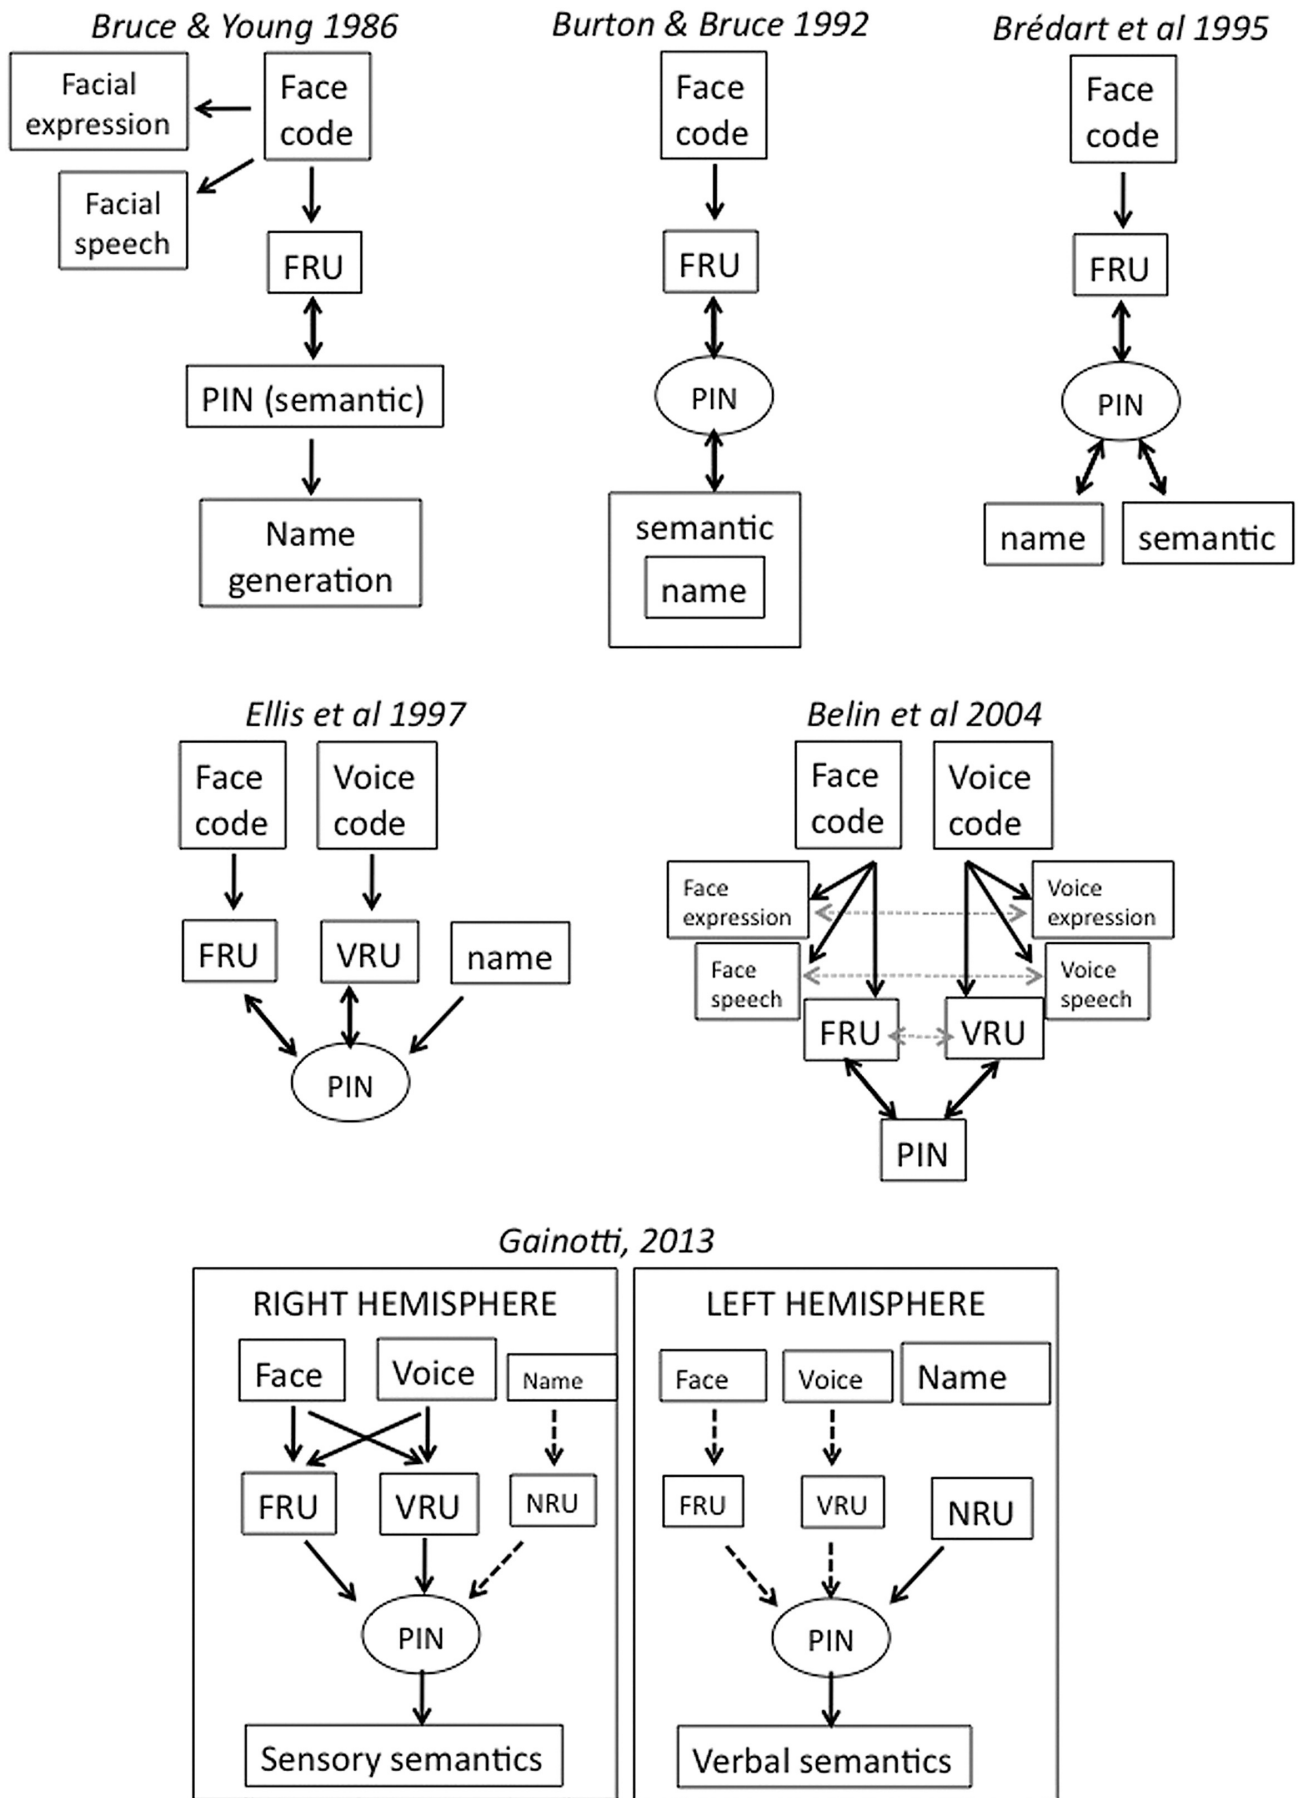 Bruce & Young 1986
Facial
expression
Face
code
Facial
speech
FRU
PIN (semantic)
Name
generation
Burton & Bruce 1992
Face
code
FRU
PIN
semantic
name
Brédart et al 1995
Face
code
FRU
PIN
name
semantic
Ellis et al 1997
Face
code
Voice
code
FRU
VRU
name
PIN
Belin et al 2004
Face
code
Voice
code
Face
expression
Voice
expression
Face
speech
Voice
speech
FRU
VRU
PIN
Gainotti, 2013
RIGHT HEMISPHERE
Face
Voice
Name
FRU
VRU
NRU
PIN
Sensory semantics
LEFT HEMISPHERE
Face
Voice
Name
FRU
VRU
NRU
PIN
Verbal semantics